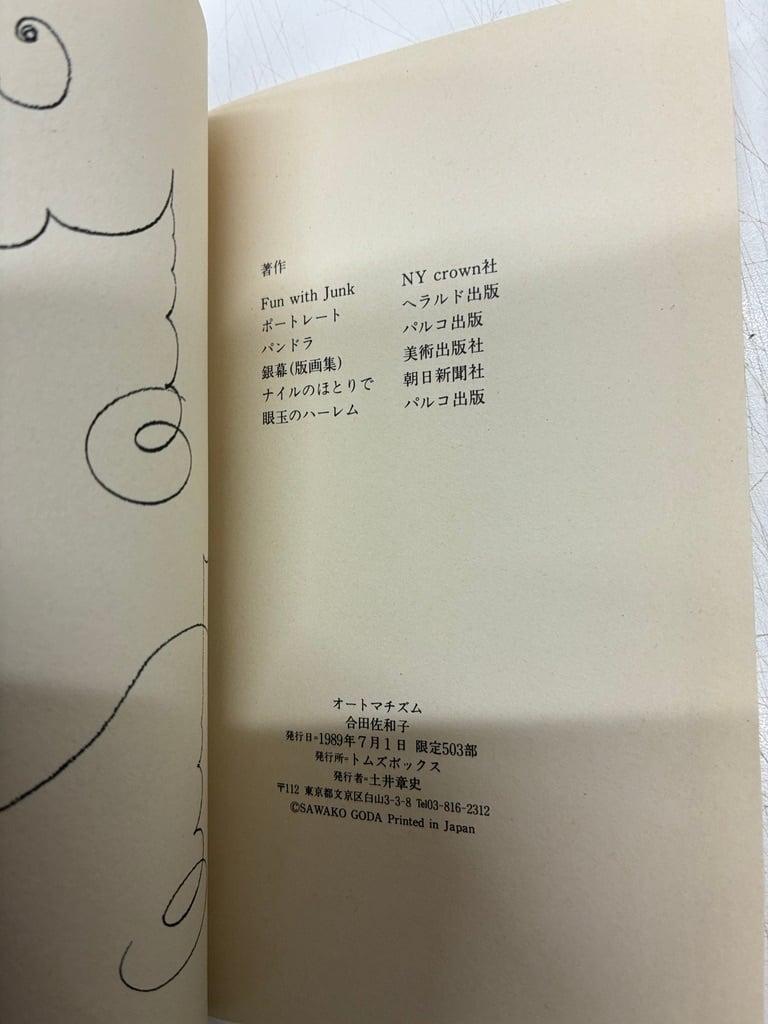 著作
Fun with Junk NY crown社
ポートレート ヘラルド出版
パンドラ パルコ出版
銀幕(版画集) 美術出版社
ナイルのほとりで 朝日新聞社
眼玉のハーレム パルコ出版
オートマチズム
合田佐和子
発行日=1989年7月1日 限定503部
発行所=トムズボックス
発行者=土井章史
〒112 東京都文京区白山3-3-8 Tel03-816-2312
©SAWAKO GODA Printed in Japan